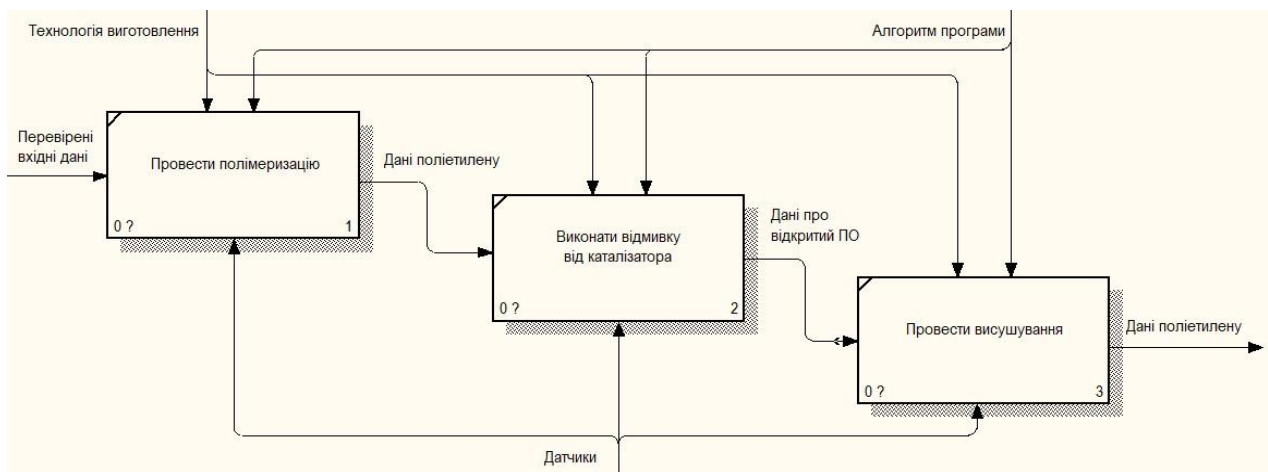 Технологія виготовлення
Алгоритм програми
Перевірені
вхідні дані
Провести полімеризацію
0 ?
1
Дані поліетилену
Виконати відмивку
від каталізатора
0 ?
2
Дані про
відкритий ПО
Провести висушування
0 ?
3
Дані поліетилену
Датчики